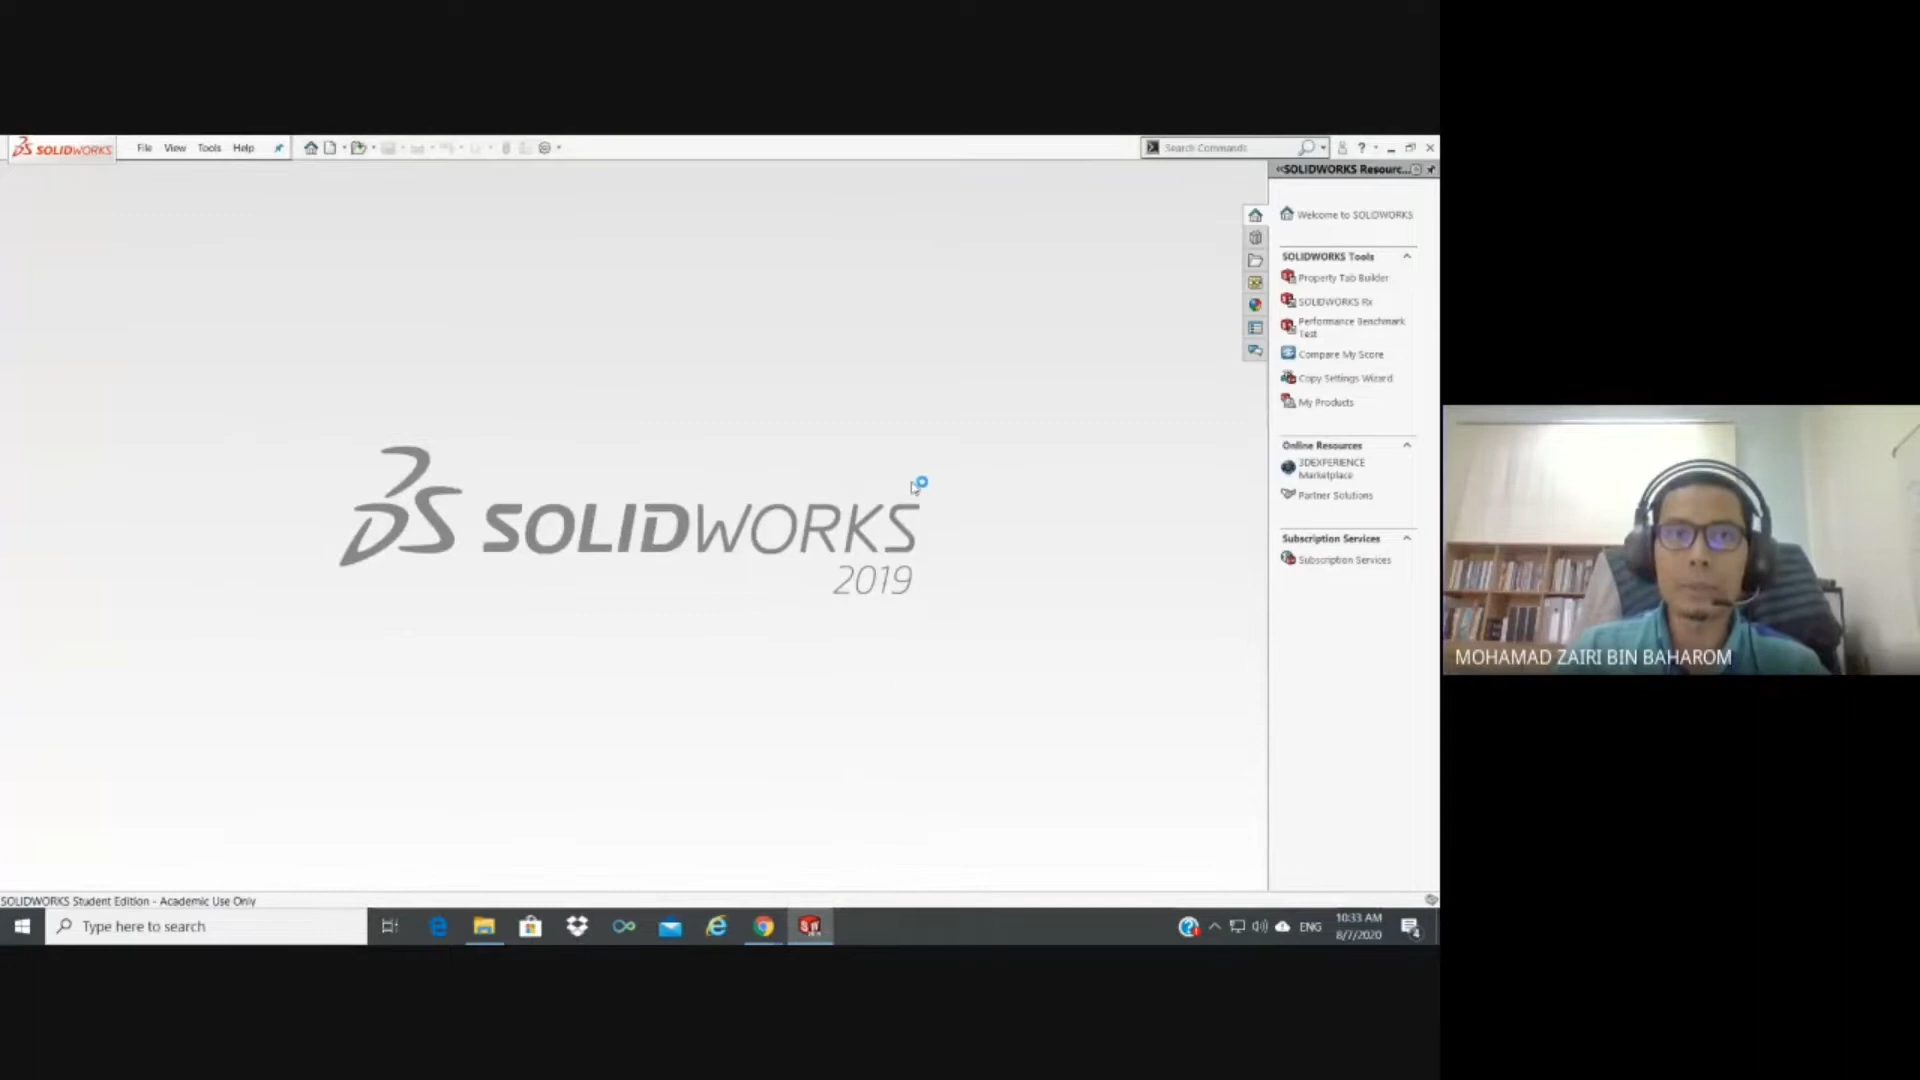 SOLIDWORKS File View Tools Help Search Commands ?
SOLIDWORKS Resourc...
Welcome to SOLIDWORKS
SOLIDWORKS Tools
Property Tab Builder
SOLIDWORKS Rx
Performance Benchmark
Test
Compare My Score
Copy Settings Wizard
My Products
Online Resources
3DEXPERIENCE
Marketplace
Partner Solutions
Subscription Services
Subscription Services
SOLIDWORKS
2019
MOHAMAD ZAIRI BIN BAHAROM
SOLIDWORKS Student Edition - Academic Use Only
Type here to search
ENG
10:33 AM
8/7/2020
4